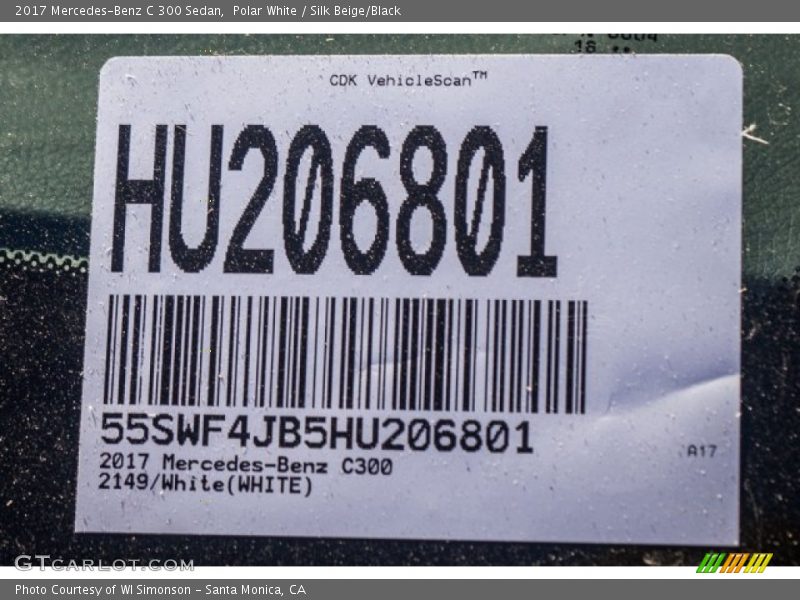 2017 Mercedes-Benz C 300 Sedan, Polar White / Silk Beige/Black
CDK VehicleScan™
HU206801
55SWF4JB5HU206801
2017 Mercedes-Benz C300
2149/White(WHITE)
A17
GTCARLOT.COM
Photo Courtesy of WI Simonson - Santa Monica, CA